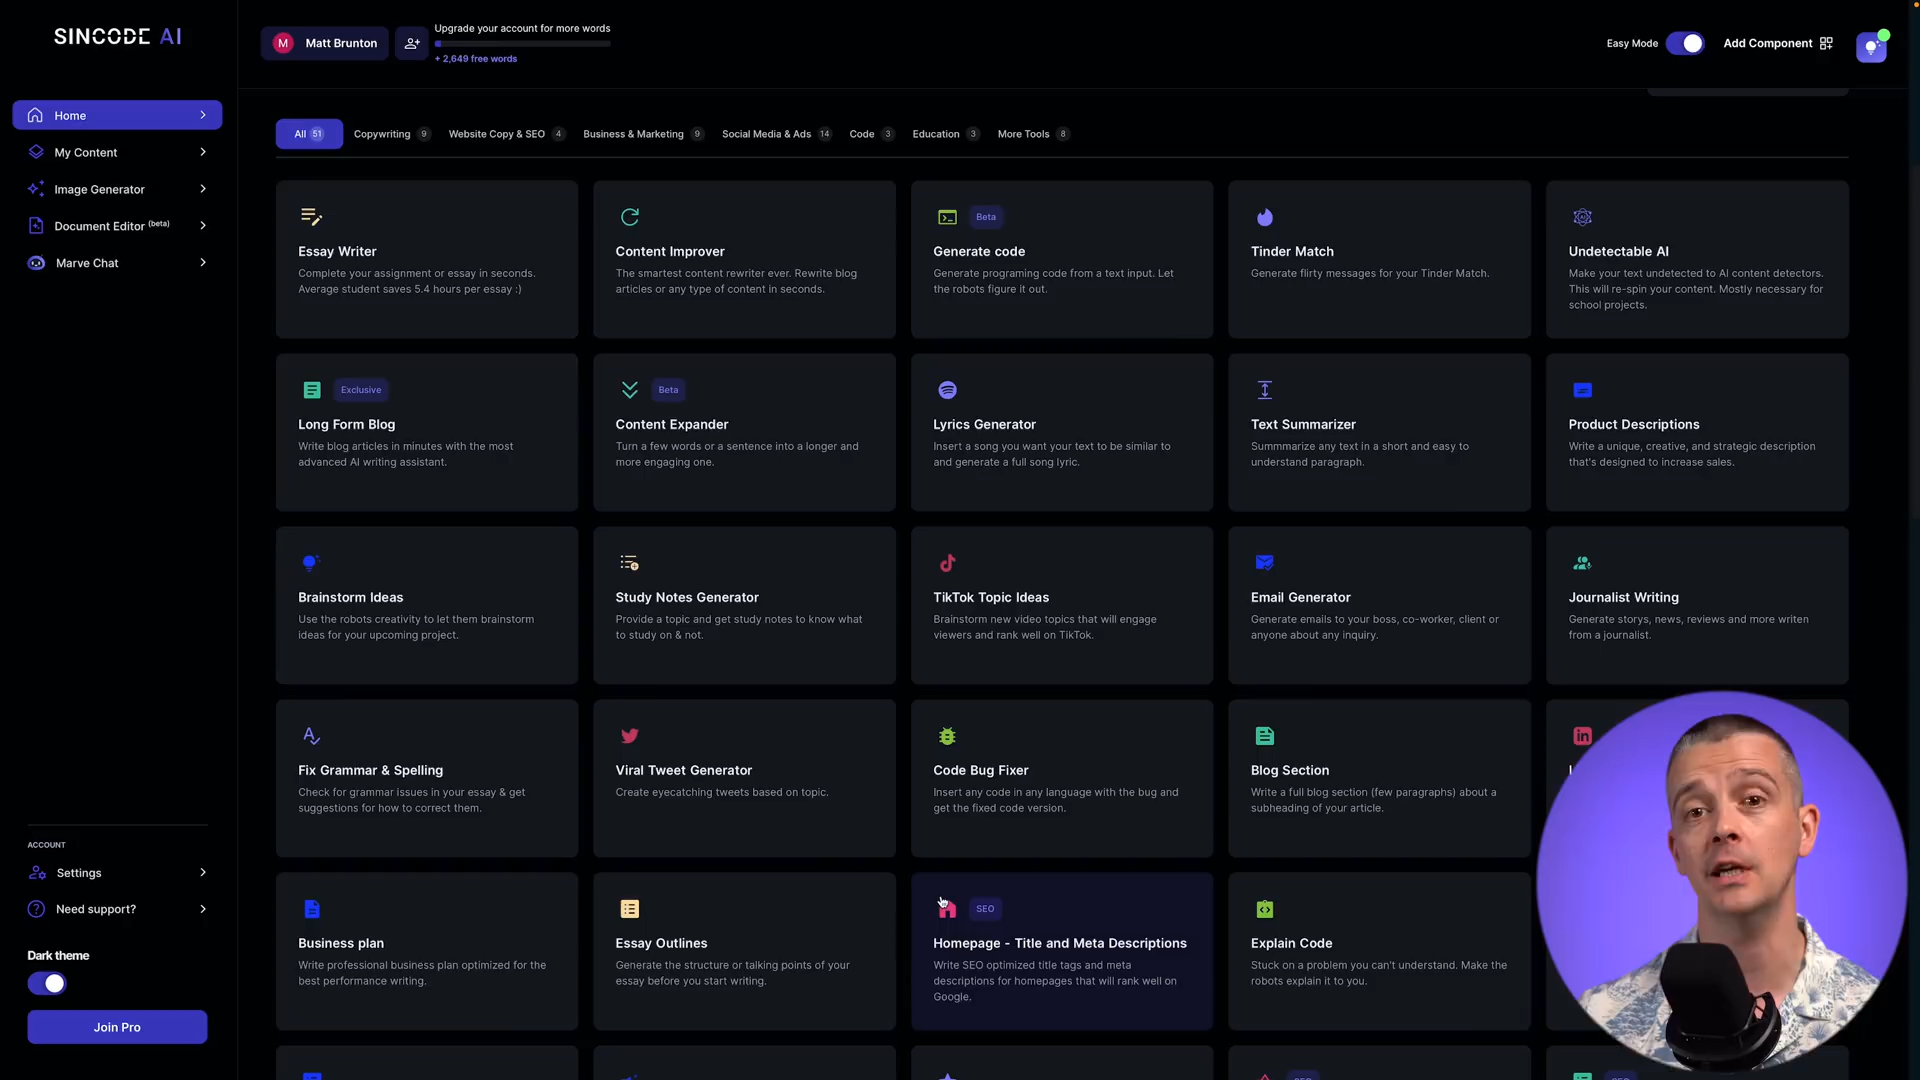 SINCODE AI
M Matt Brunton
Upgrade your account for more words
+ 2,649 free words
Easy Mode
Add Component
Home
My Content
Image Generator
Document Editor (beta)
Marve Chat
All 51
Copywriting 9
Website Copy & SEO 4
Business & Marketing 9
Social Media & Ads 14
Code 3
Education 3
More Tools 8
Essay Writer
Complete your assignment or essay in seconds.
Average student saves 5.4 hours per essay :)
Content Improver
The smartest content rewriter ever. Rewrite blog
articles or any type of content in seconds.
Beta
Generate code
Generate programing code from a text input. Let
the robots figure it out.
Tinder Match
Generate flirty messages for your Tinder Match.
Undetectable AI
Make your text undetected to AI content detectors.
This will re-spin your content. Mostly necessary for
school projects.
Exclusive
Long Form Blog
Write blog articles in minutes with the most
advanced AI writing assistant.
Beta
Content Expander
Turn a few words or a sentence into a longer and
more engaging one.
Lyrics Generator
Insert a song you want your text to be similar to
and generate a full song lyric.
Text Summarizer
Summmarize any text in a short and easy to
understand paragraph.
Product Descriptions
Write a unique, creative, and strategic description
that's designed to increase sales.
Brainstorm Ideas
Use the robots creativity to let them brainstorm
ideas for your upcoming project.
Study Notes Generator
Provide a topic and get study notes to know what
to study on & not.
TikTok Topic Ideas
Brainstorm new video topics that will engage
viewers and rank well on TikTok.
Email Generator
Generate emails to your boss, co-worker, client or
anyone about any inquiry.
Journalist Writing
Generate storys, news, reviews and more writen
from a journalist.
Fix Grammar & Spelling
Check for grammar issues in your essay & get
suggestions for how to correct them.
Viral Tweet Generator
Create eyecatching tweets based on topic.
Code Bug Fixer
Insert any code in any language with the bug and
get the fixed code version.
Blog Section
Write a full blog section (few paragraphs) about a
subheading of your article.
in
Business plan
Write professional business plan optimized for the
best performance writing.
Essay Outlines
Generate the structure or talking points of your
essay before you start writing.
SEO
Homepage - Title and Meta Descriptions
Write SEO optimized title tags and meta
descriptions for homepages that will rank well on
Google.
Explain Code
Stuck on a problem you can't understand. Make the
robots explain it to you.
ACCOUNT
Settings
Need support?
Dark theme
Join Pro